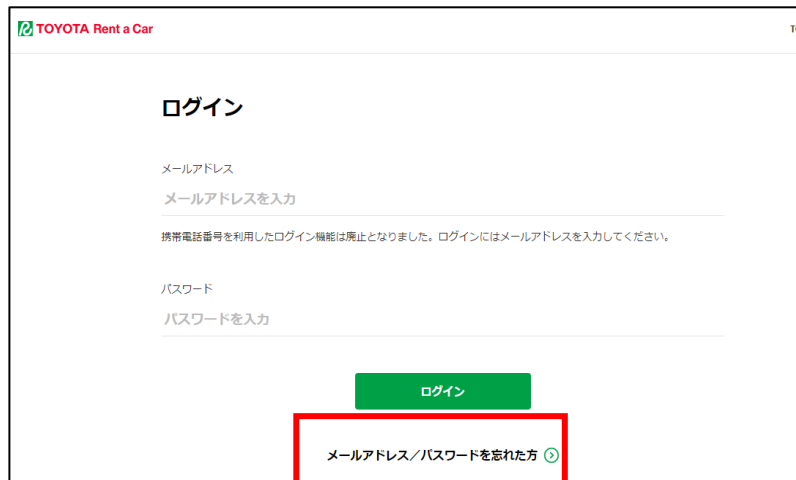 TOYOTA Rent a Car
ログイン
メールアドレス
メールアドレスを入力
携帯電話番号を利用したログイン機能は廃止となりました。ログインにはメールアドレスを入力してください。
パスワード
パスワードを入力
ログイン
メールアドレス／パスワードを忘れた方